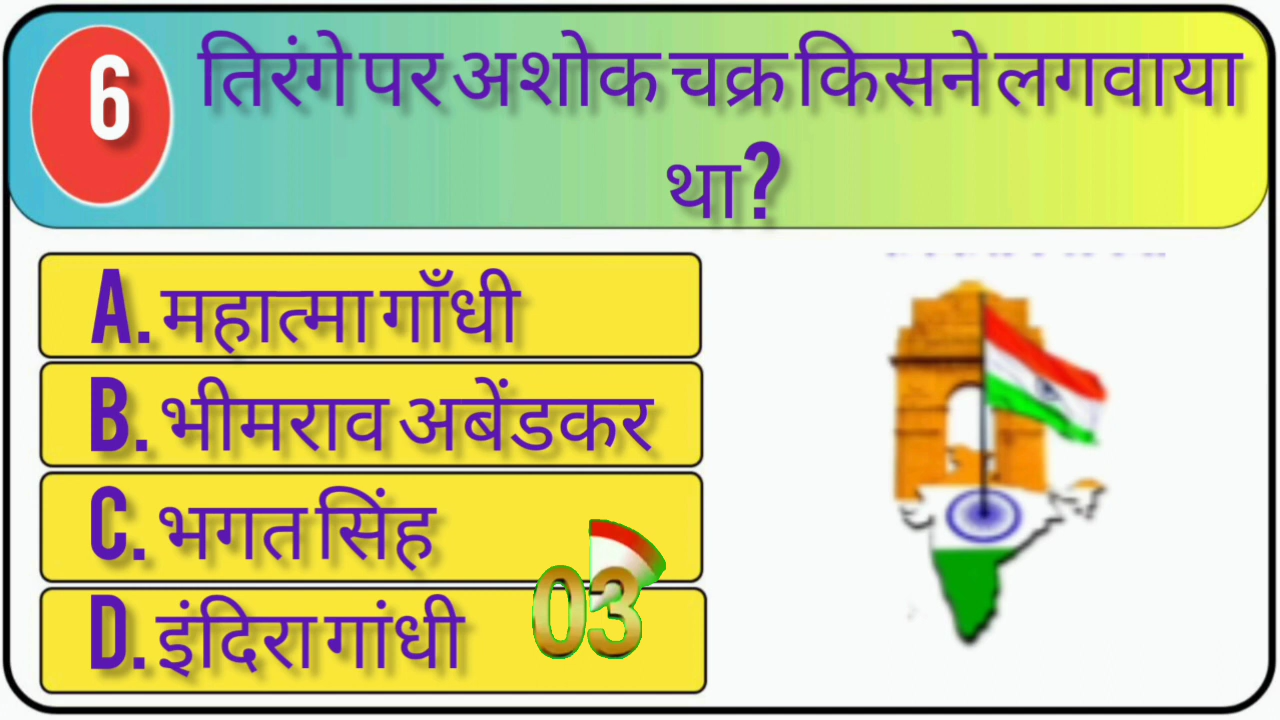 6
तिरंगे पर अशोक चक्र किसने लगवाया
था?
A. महात्मा गाँधी
B. भीमराव अबेंडकर
C. भगत सिंह
D. इंदिरा गांधी
03